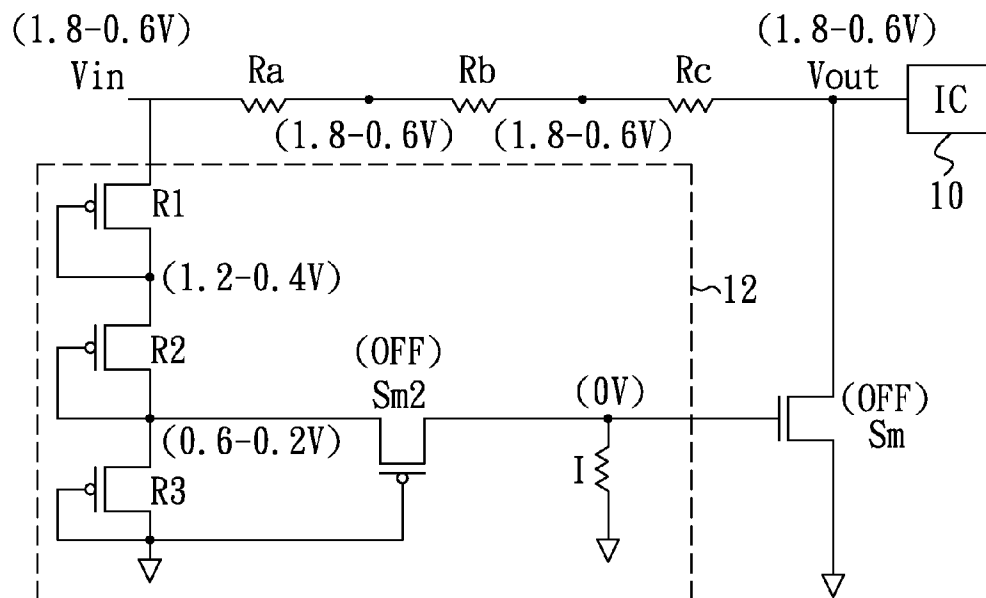 (1.8-0.6V)
Vin
Ra
Rb
Rc
(1.8-0.6V)
Vout
IC
(1.8-0.6V)
(1.8-0.6V)
10
R1
(1.2-0.4V)
12
R2
(OFF)
Sm2
(0V)
(OFF)
Sm
(0.6-0.2V)
R3
I